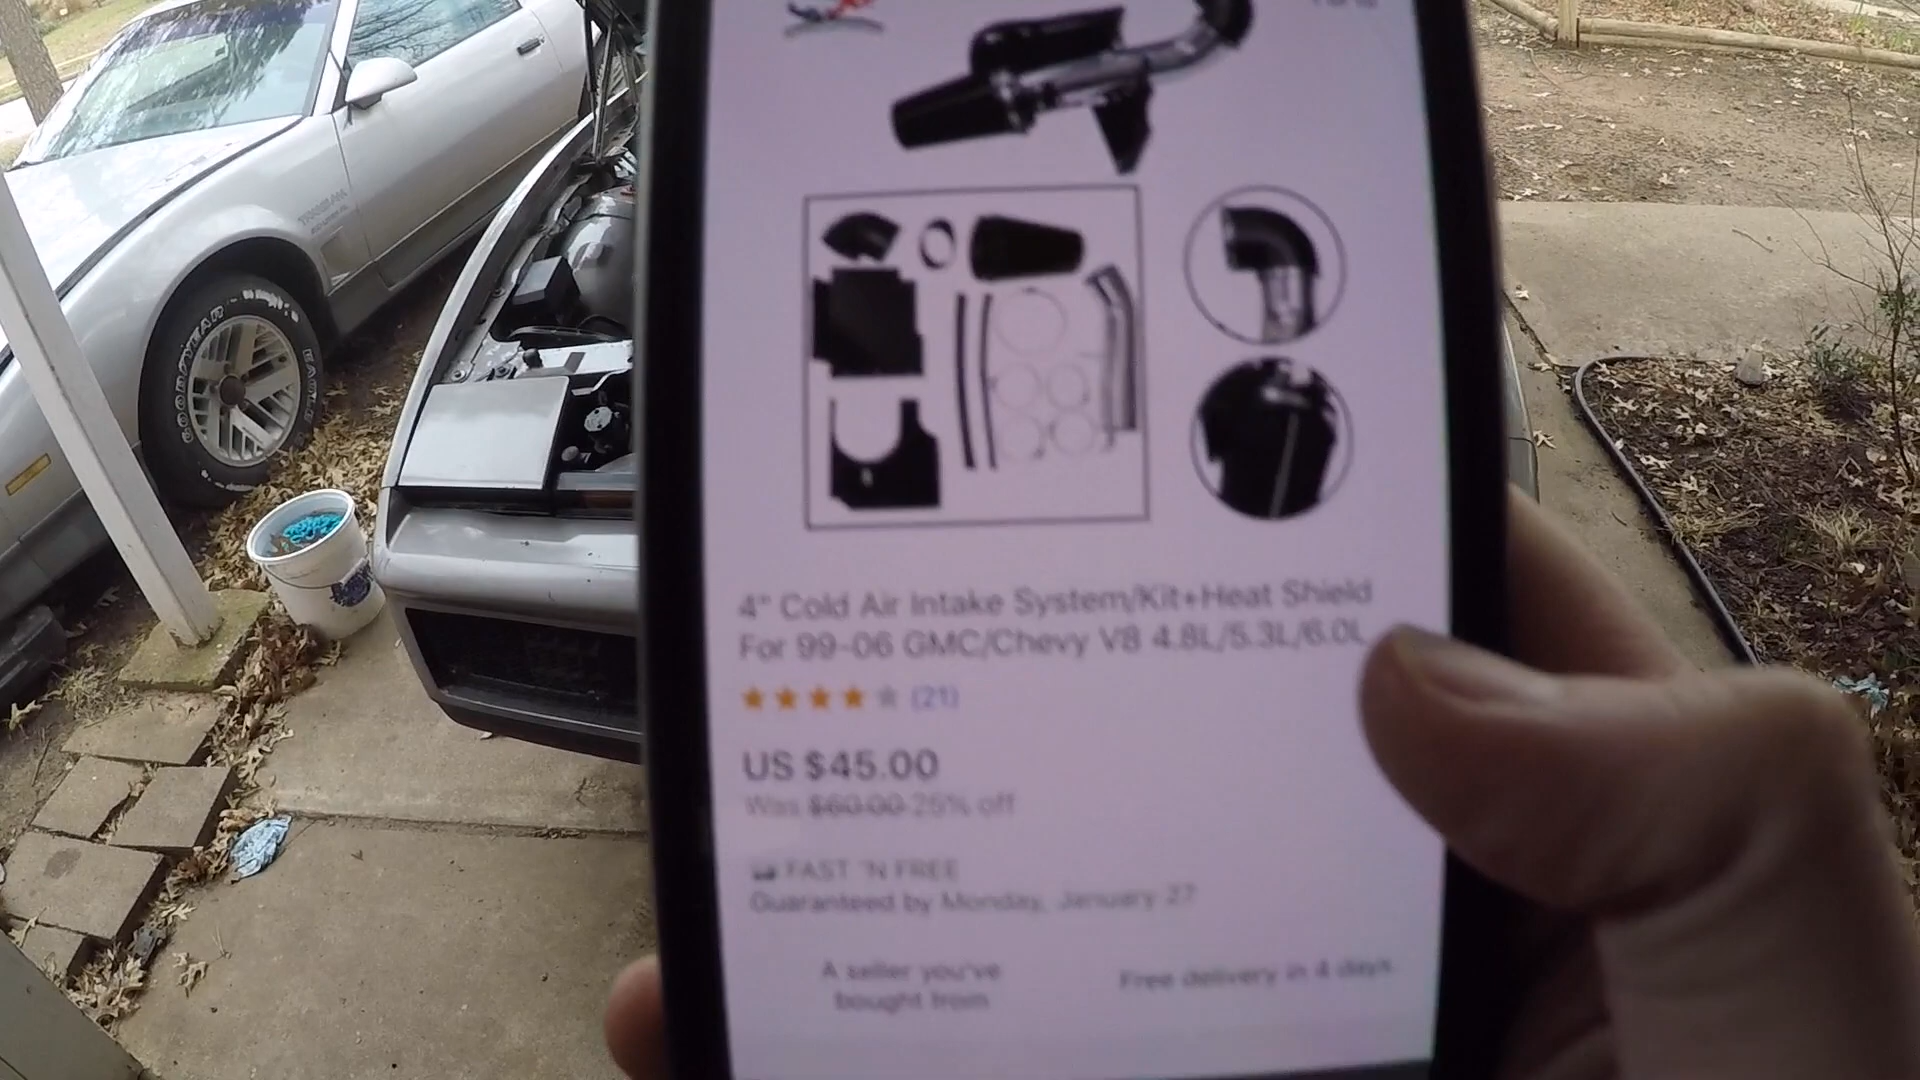 4" Cold Air Intake System/Kit+Heat Shield
For 99-06 GMC/Chevy V8 4.8L/5.3L/6.0L
(21)
US $45.00
Was $60.00 25% off
FAST 'N FREE
Guaranteed by Monday, January 27
A seller you've
bought from
Free delivery in 4 days
GOODYEAR
EAGLE